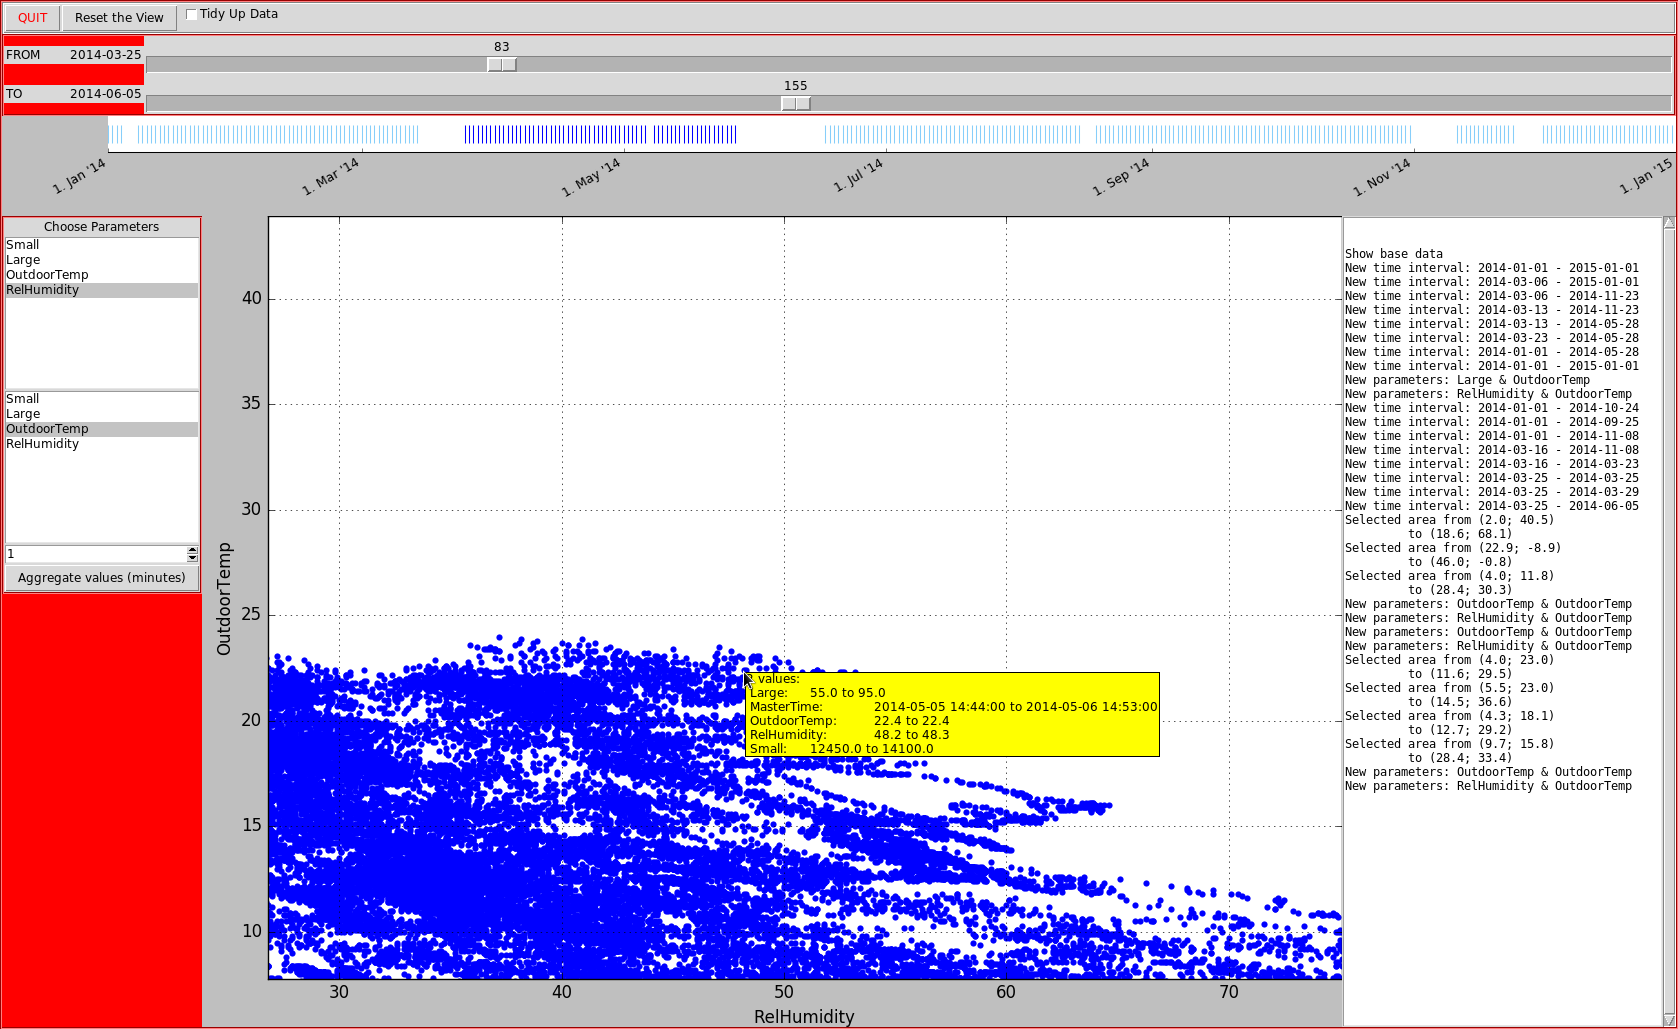 QUIT Reset the View Tidy Up Data
83
FROM 2014-03-25
155
TO 2014-06-05
1. Jan '14 1. Mar '14 1. May '14 1. Jul '14 1. Sep '14 1. Nov '14 1. Jan '15
Choose Parameters
Small
Large
OutdoorTemp
RelHumidity
Small
Large
OutdoorTemp
RelHumidity
1
Aggregate values (minutes)
OutdoorTemp
40
35
30
25
20
15
10
values:
Large: 55.0 to 95.0
MasterTime: 2014-05-05 14:44:00 to 2014-05-06 14:53:00
OutdoorTemp: 22.4 to 22.4
RelHumidity: 48.2 to 48.3
Small: 12450.0 to 14100.0
30 40 50 60 70
RelHumidity
Show base data
New time interval: 2014-01-01 - 2015-01-01
New time interval: 2014-03-06 - 2015-01-01
New time interval: 2014-03-06 - 2014-11-23
New time interval: 2014-03-13 - 2014-11-23
New time interval: 2014-03-13 - 2014-05-28
New time interval: 2014-03-23 - 2014-05-28
New time interval: 2014-01-01 - 2014-05-28
New time interval: 2014-01-01 - 2015-01-01
New parameters: Large & OutdoorTemp
New parameters: RelHumidity & OutdoorTemp
New time interval: 2014-01-01 - 2014-10-24
New time interval: 2014-01-01 - 2014-09-25
New time interval: 2014-01-01 - 2014-11-08
New time interval: 2014-03-16 - 2014-11-08
New time interval: 2014-03-16 - 2014-03-23
New time interval: 2014-03-25 - 2014-03-25
New time interval: 2014-03-25 - 2014-03-29
New time interval: 2014-03-25 - 2014-06-05
Selected area from (2.0; 40.5)
to (18.6; 68.1)
Selected area from (22.9; -8.9)
to (46.0; -0.8)
Selected area from (4.0; 11.8)
to (28.4; 30.3)
New parameters: OutdoorTemp & OutdoorTemp
New parameters: RelHumidity & OutdoorTemp
New parameters: OutdoorTemp & OutdoorTemp
New parameters: RelHumidity & OutdoorTemp
Selected area from (4.0; 23.0)
to (11.6; 29.5)
Selected area from (5.5; 23.0)
to (14.5; 36.6)
Selected area from (4.3; 18.1)
to (12.7; 29.2)
Selected area from (9.7; 15.8)
to (28.4; 33.4)
New parameters: OutdoorTemp & OutdoorTemp
New parameters: RelHumidity & OutdoorTemp